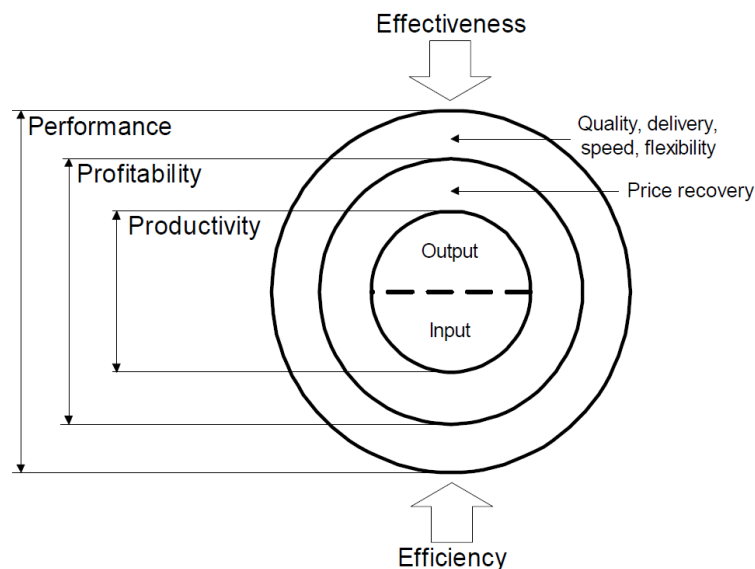 Effectiveness
Performance
Quality, delivery,
speed, flexibility
Profitability
Price recovery
Productivity
Output
Input
Efficiency